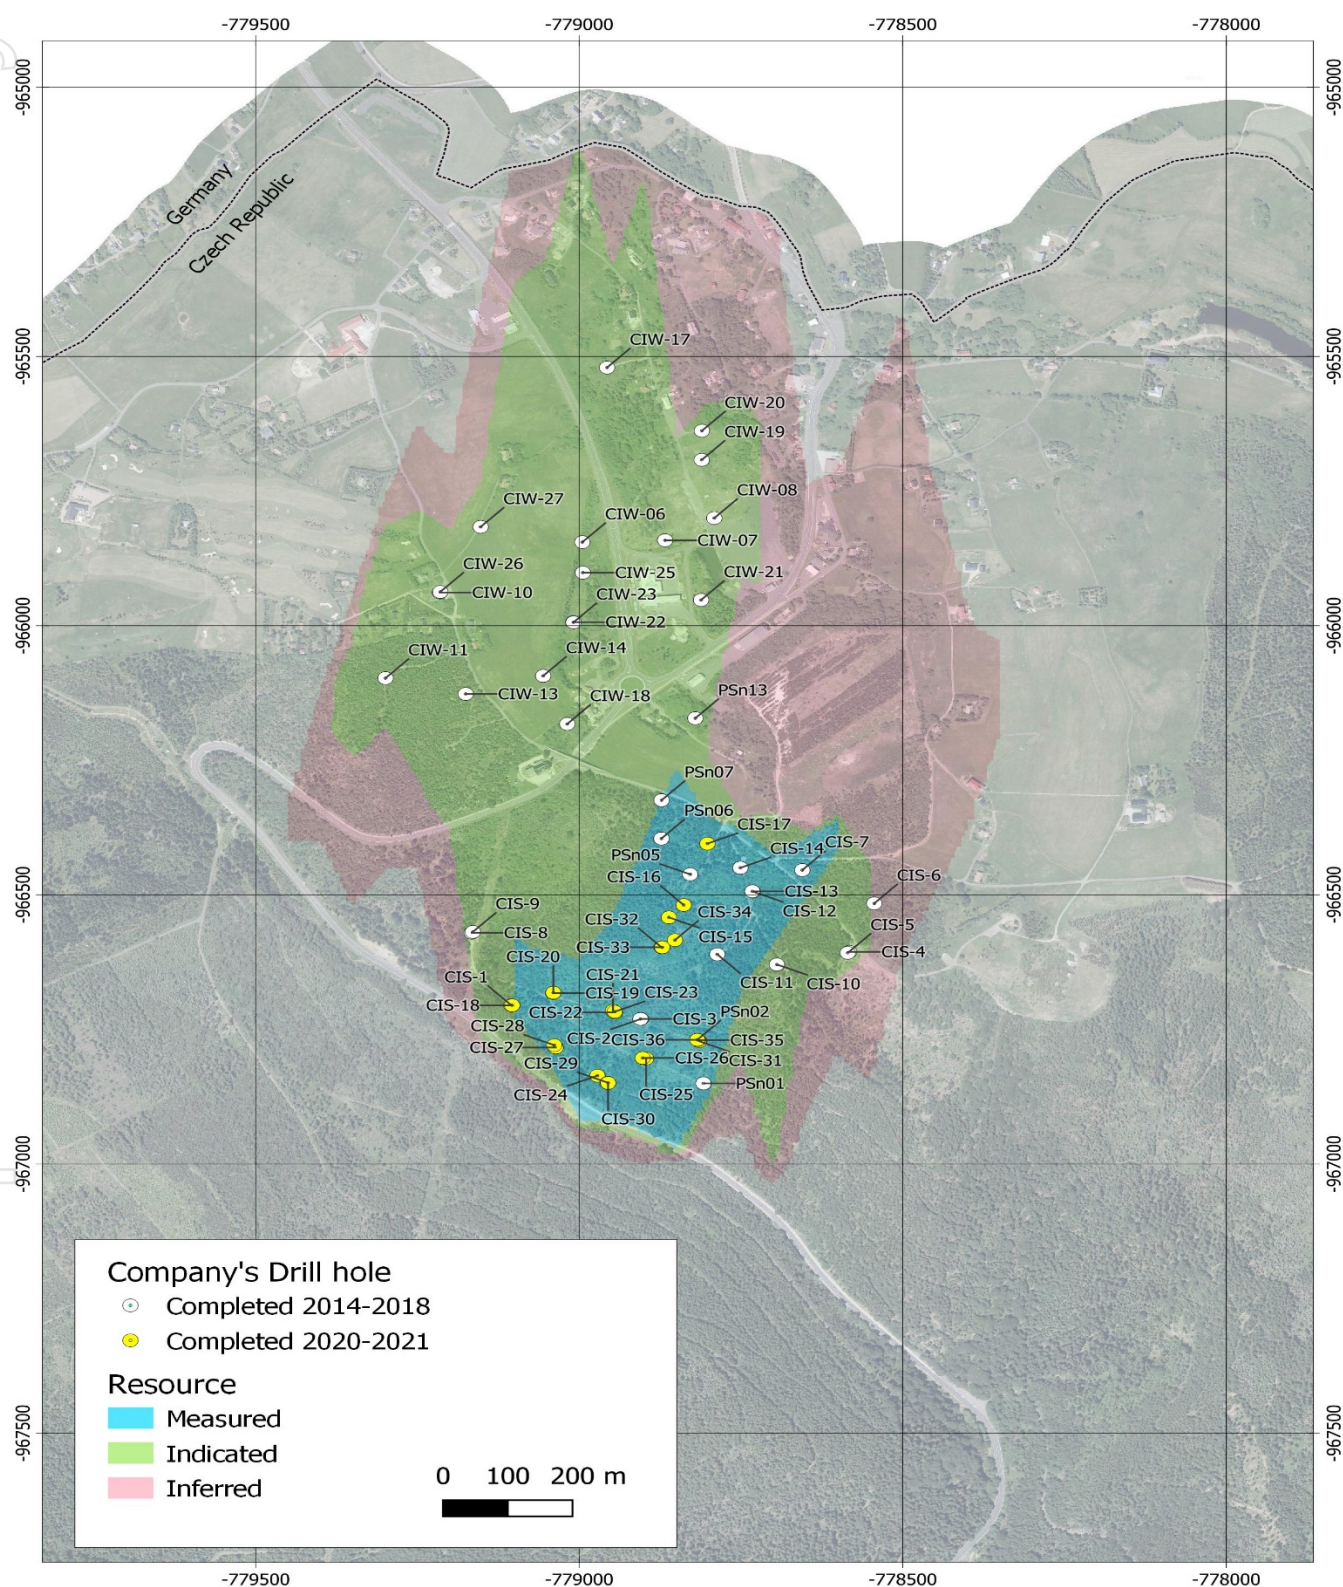 -779500 -779000 -778500 -778000
-965000 -965000
Germany
Czech Republic
-965500 -965500
CIW-17
CIW-20
CIW-19
CIW-08
CIW-27
CIW-06
CIW-07
CIW-26
CIW-25
CIW-21
CIW-10
CIW-23
-966000 -966000
CIW-22
CIW-14
CIW-11
CIW-13
CIW-18
PSn13
PSn07
PSn06
CIS-17
CIS-7
CIS-14
PSn05
CIS-16
CIS-6
CIS-13
-966500 -966500
CIS-9
CIS-34
CIS-12
CIS-32
CIS-5
CIS-8
CIS-15
CIS-33
CIS-4
CIS-20
CIS-21
CIS-11
CIS-10
CIS-1
CIS-19
CIS-23
CIS-18
CIS-22
PSn02
CIS-3
CIS-28
CIS-2
CIS-36
CIS-35
CIS-27
CIS-26
CIS-31
CIS-29
PSn01
CIS-24
CIS-25
CIS-30
-967000 -967000
Company's Drill hole
Completed 2014-2018
Completed 2020-2021
Resource
Measured
Indicated
Inferred
0 100 200 m
-967500 -967500
-779500 -779000 -778500 -778000